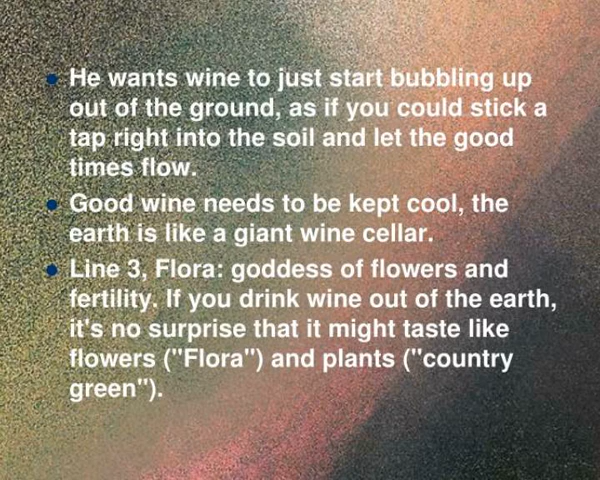 • He wants wine to just start bubbling up
out of the ground, as if you could stick a
tap right into the soil and let the good
times flow.
• Good wine needs to be kept cool, the
earth is like a giant wine cellar.
• Line 3, Flora: goddess of flowers and
fertility. If you drink wine out of the earth,
it's no surprise that it might taste like
flowers ("Flora") and plants ("country
green").